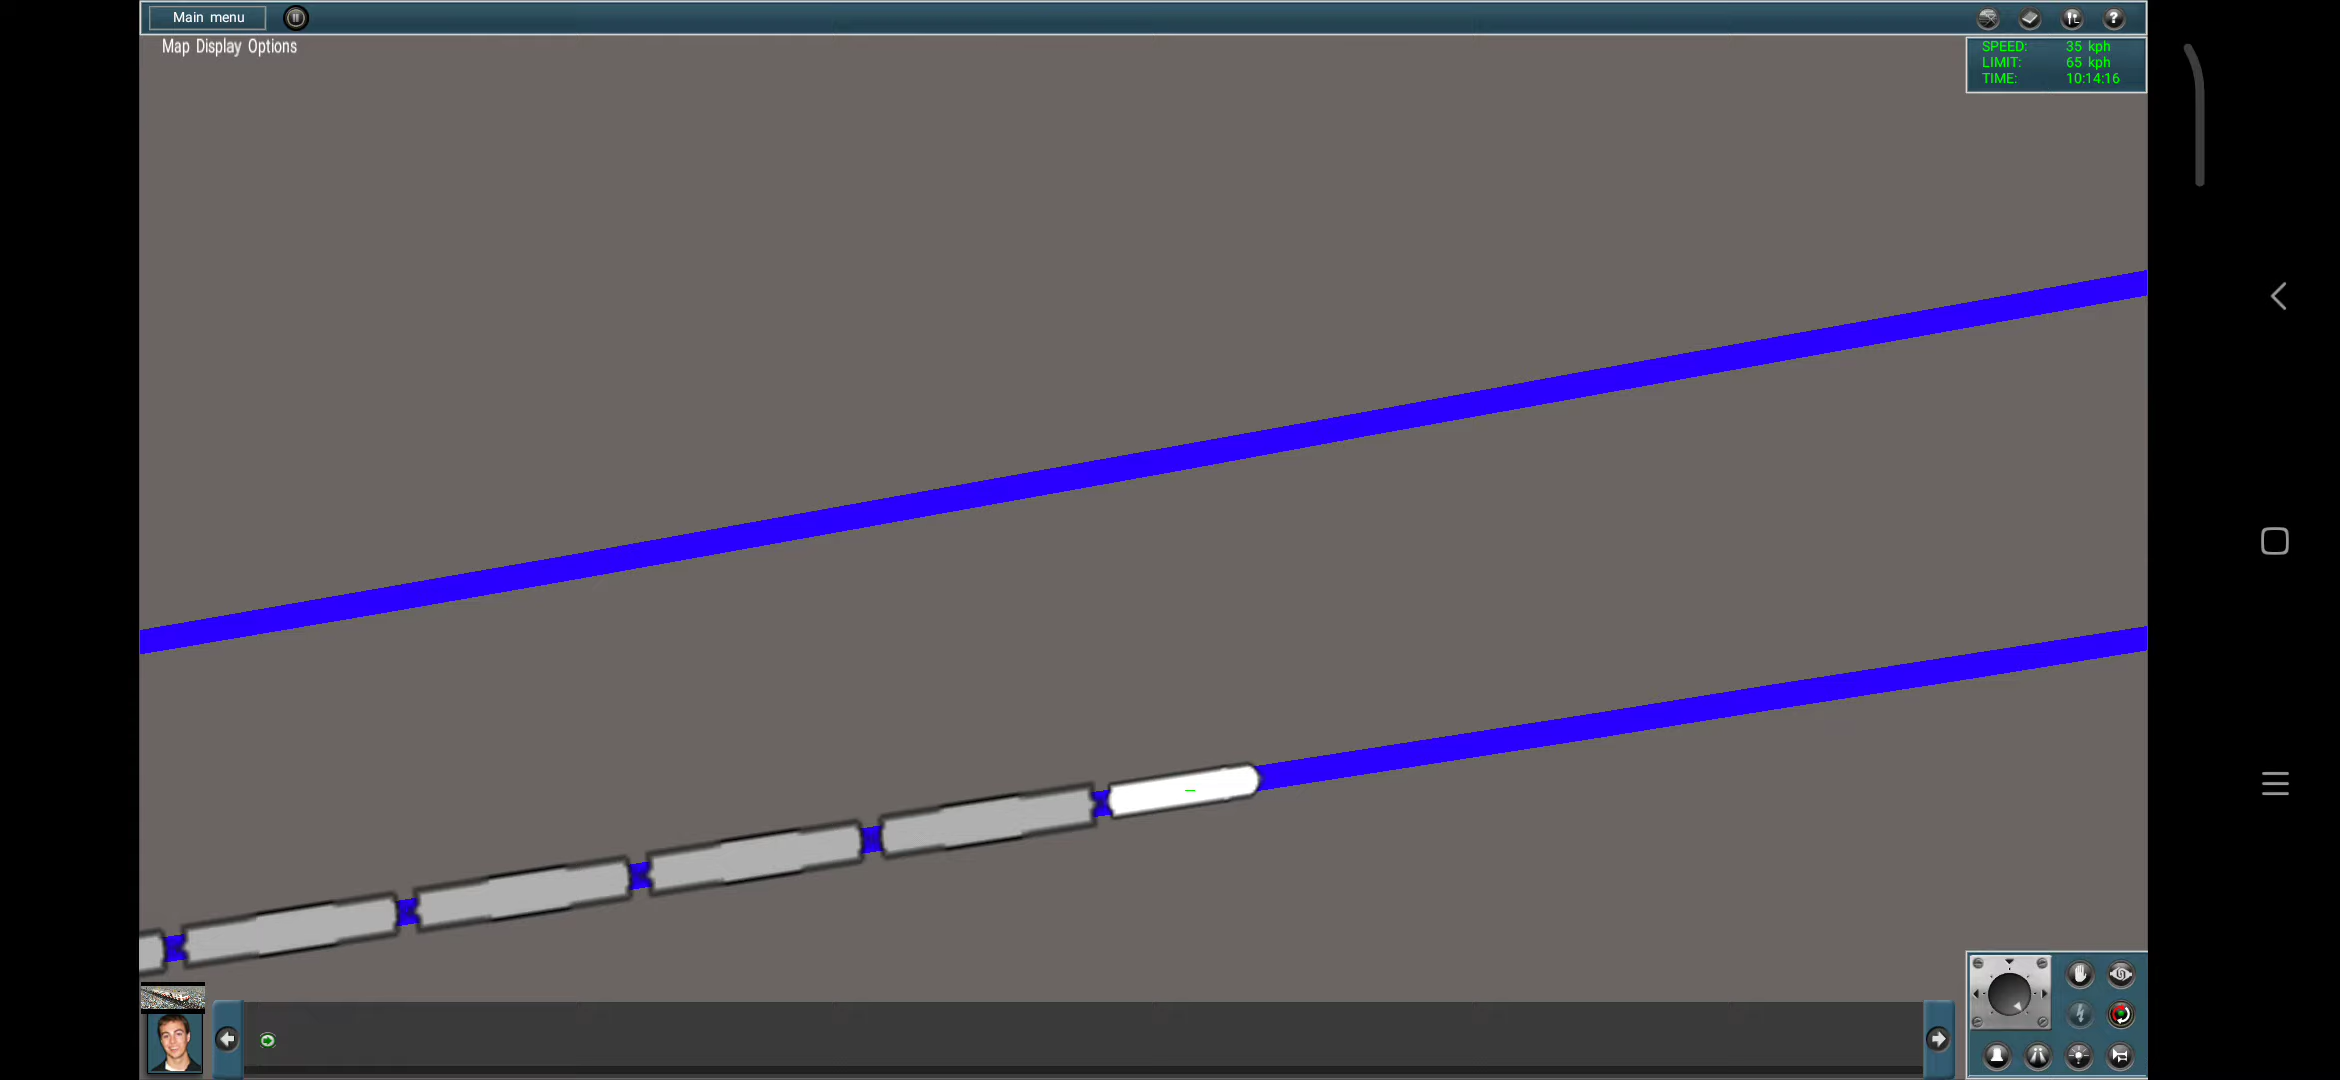 Main menu
Map Display Options
SPEED: 35 kph
LIMIT: 65 kph
TIME: 10:14:16
?